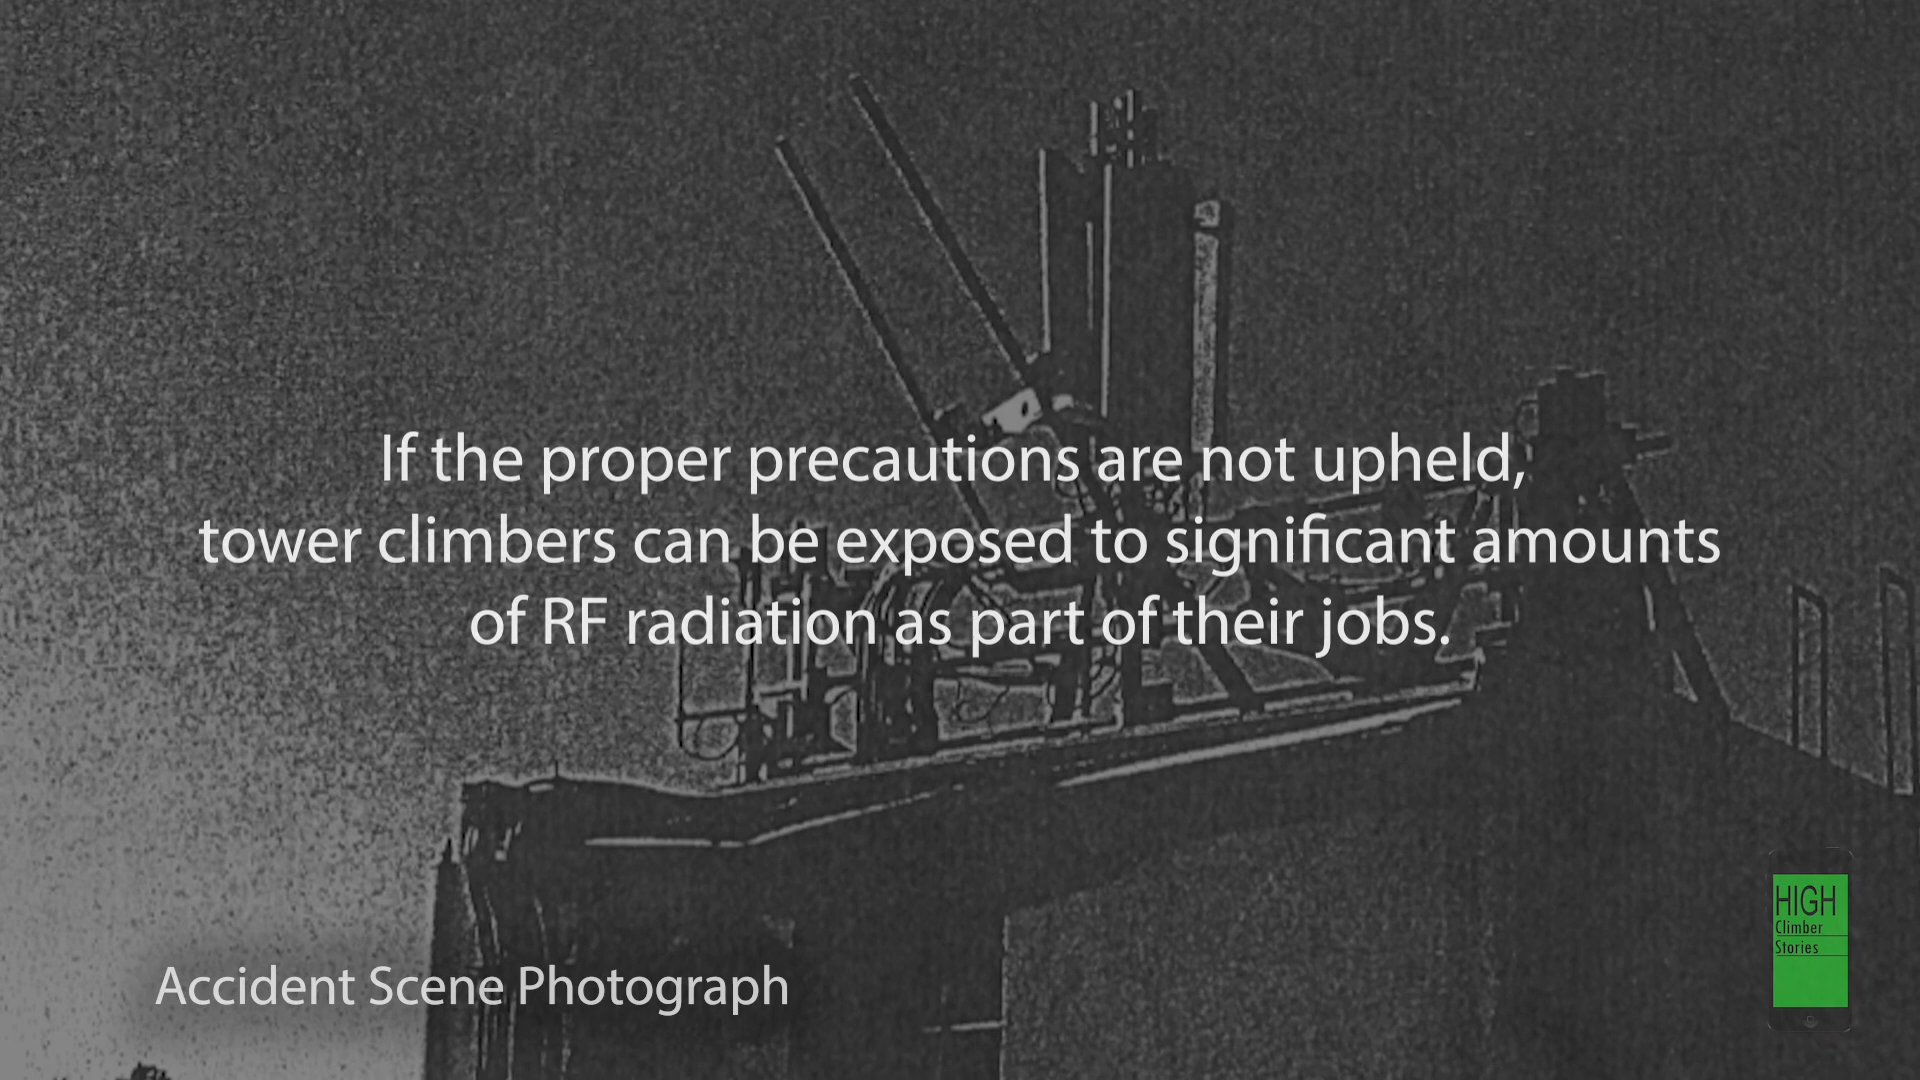 If the proper precautions are not upheld,
tower climbers can be exposed to significant amounts
of RF radiation as part of their jobs.
HIGH
Climber
Stories
Accident Scene Photograph